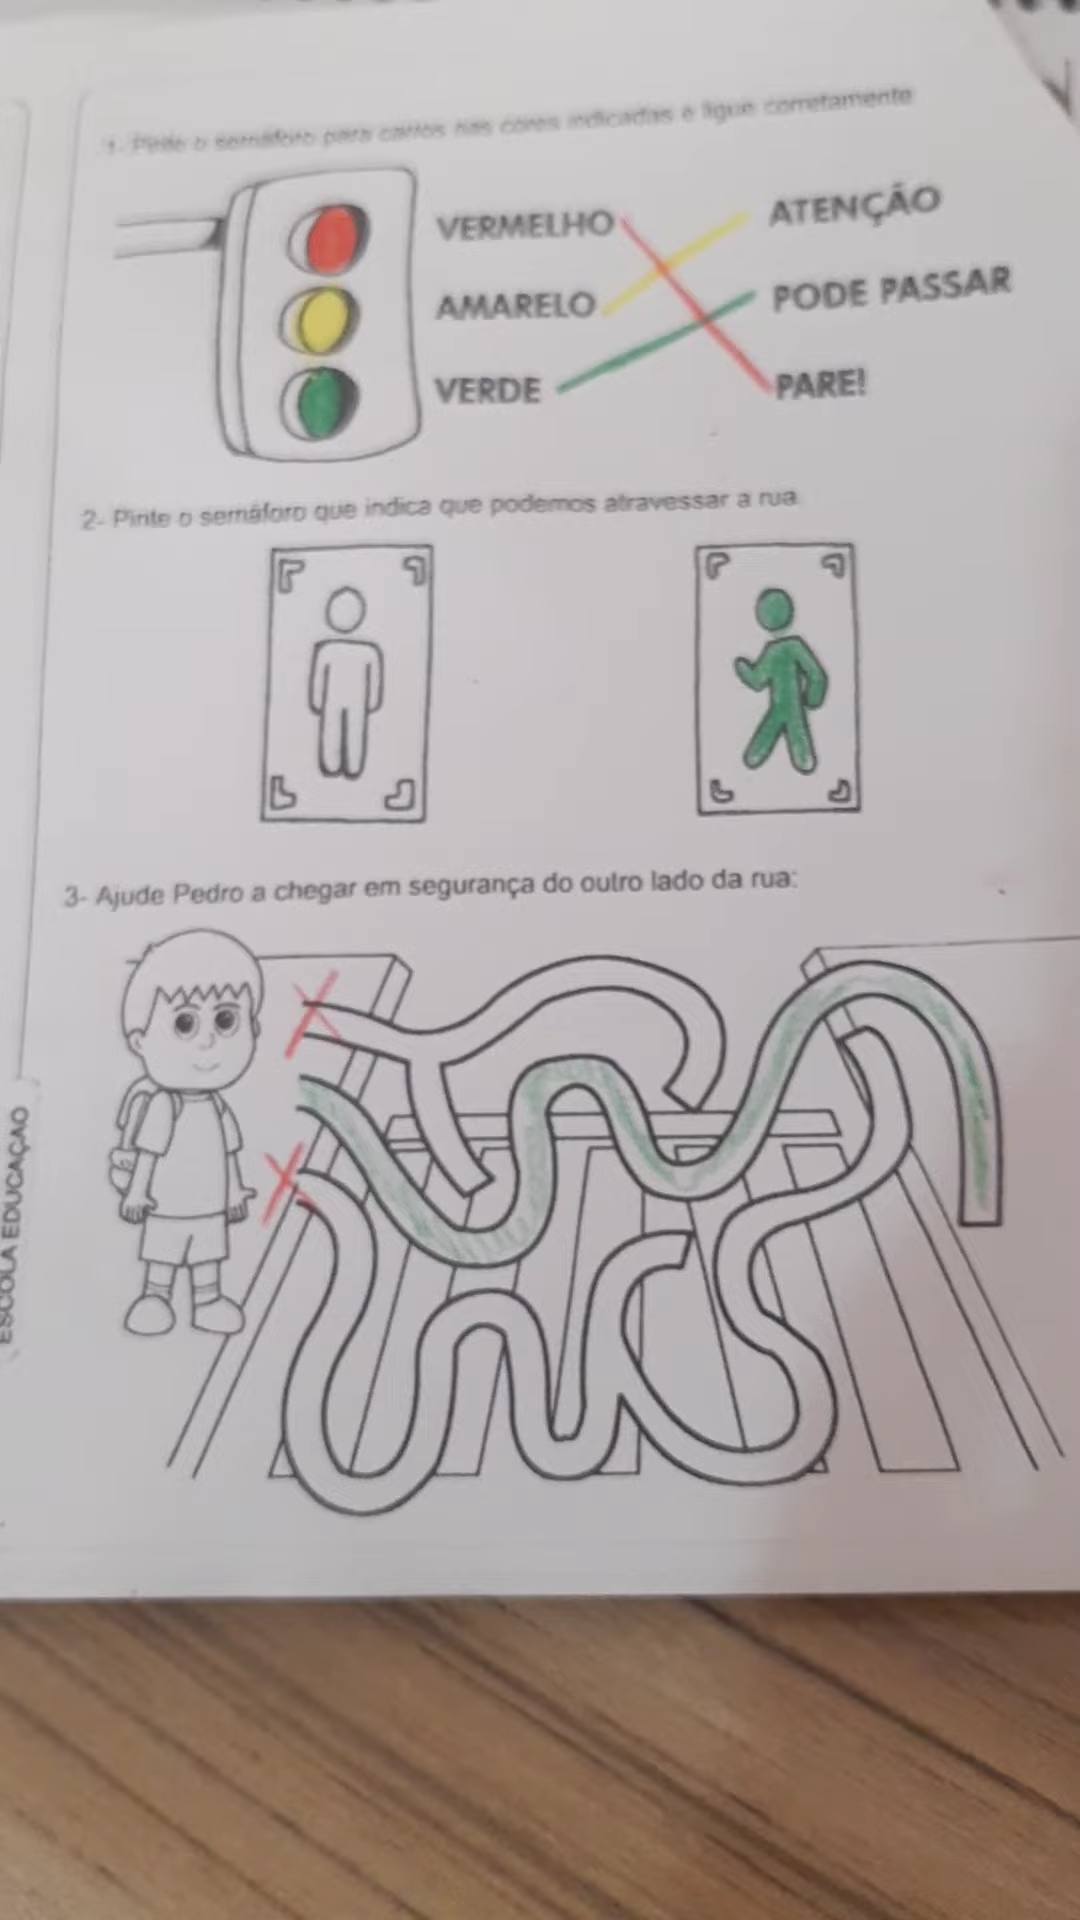 1- Pinte o semáforo para carros nas cores indicadas e ligue corretamente
VERMELHO
ATENÇÃO
AMARELO
PODE PASSAR
VERDE
PARE!
2- Pinte o semáforo que indica que podemos atravessar a rua
3- Ajude Pedro a chegar em segurança do outro lado da rua:
ESCOLA EDUCAÇÃO